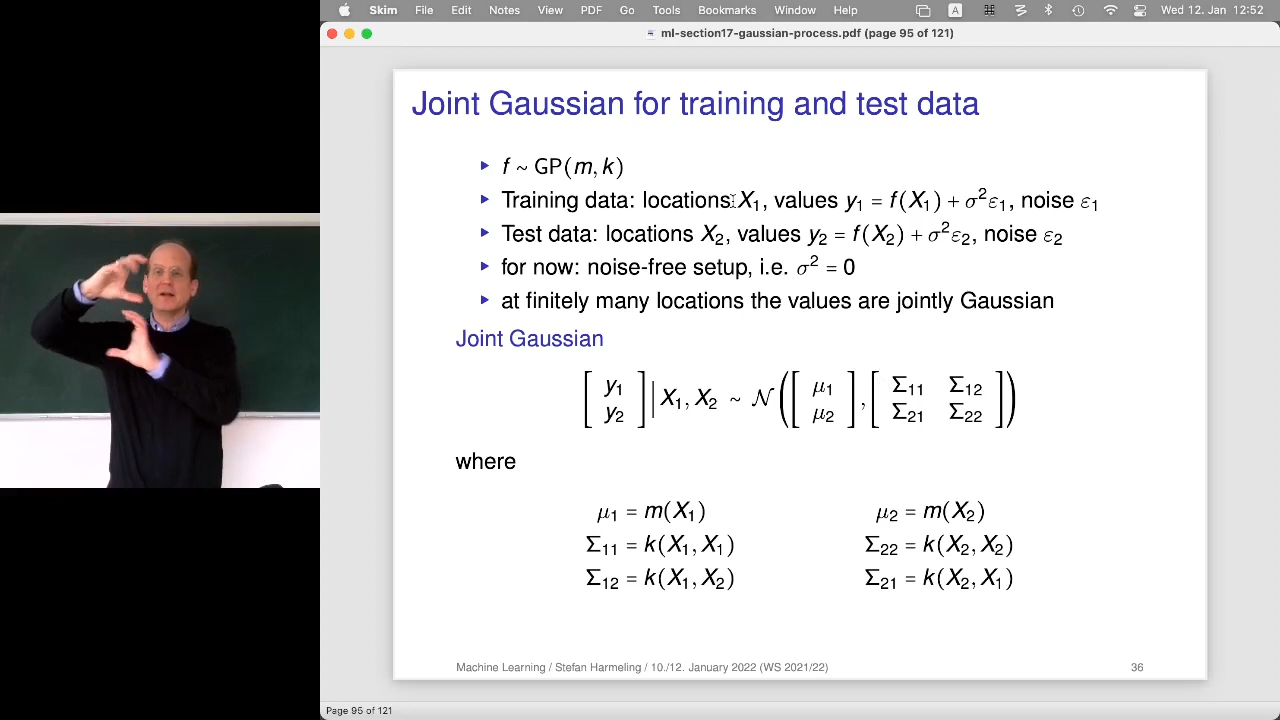 Skim File Edit Notes View PDF Go Tools Bookmarks Window Help A Wed 12. Jan 12:52
ml-section17-gaussian-process.pdf (page 95 of 121)
Joint Gaussian for training and test data
▸ f ~ GP(m, k)
▸ Training data: locations X₁, values y₁ = f(X₁) + σ²ε₁, noise ε₁
▸ Test data: locations X₂, values y₂ = f(X₂) + σ²ε₂, noise ε₂
▸ for now: noise-free setup, i.e. σ² = 0
▸ at finitely many locations the values are jointly Gaussian
Joint Gaussian
[ y₁ y₂ ] | X₁, X₂ ~ 𝒩 ( [ μ₁ μ₂ ], [ Σ₁₁ Σ₁₂ Σ₂₁ Σ₂₂ ] )
where
μ₁ = m(X₁) μ₂ = m(X₂)
Σ₁₁ = k(X₁, X₁) Σ₂₂ = k(X₂, X₂)
Σ₁₂ = k(X₁, X₂) Σ₂₁ = k(X₂, X₁)
Machine Learning / Stefan Harmeling / 10./12. January 2022 (WS 2021/22) 36
Page 95 of 121